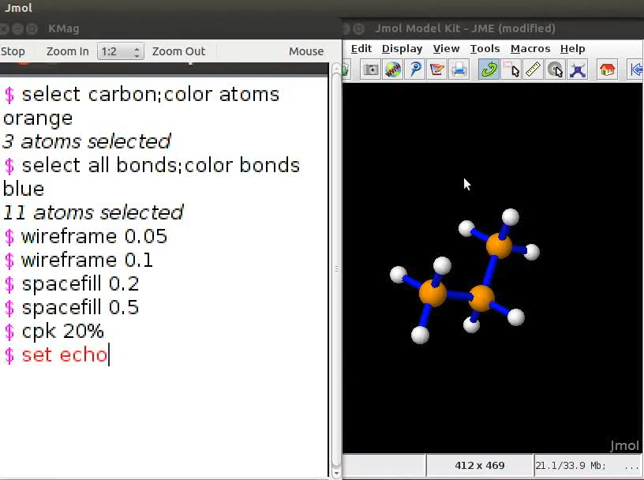 Jmol
KMag
Stop Zoom In 1:2 Zoom Out Mouse
$ select carbon;color atoms
orange
3 atoms selected
$ select all bonds;color bonds
blue
11 atoms selected
$ wireframe 0.05
$ wireframe 0.1
$ spacefill 0.2
$ spacefill 0.5
$ cpk 20%
$ set echo
Jmol Model Kit - JME (modified)
Edit Display View Tools Macros Help
Jmol
412 x 469
21.1/33.9 Mb; ...